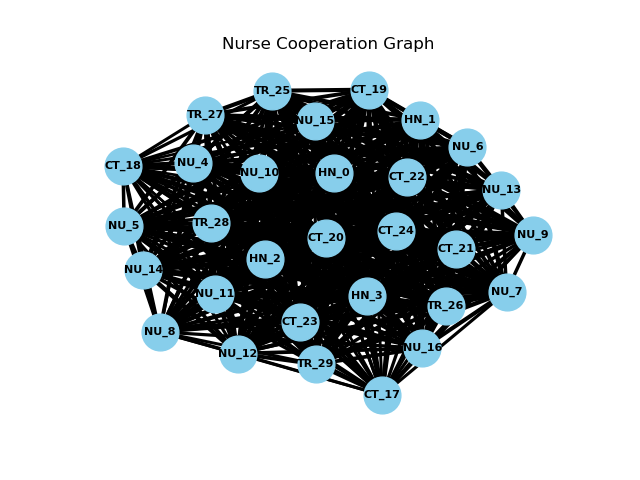 Nurse Cooperation Graph
TR_25
CT_19
TR_27
NU_15
HN_1
NU_6
CT_18
NU_4
NU_10
HN_0
CT_22
NU_13
NU_5
TR_28
CT_20
CT_24
CT_21
NU_9
NU_14
HN_2
NU_11
HN_3
TR_26
NU_7
NU_8
CT_23
NU_12
TR_29
NU_16
CT_17